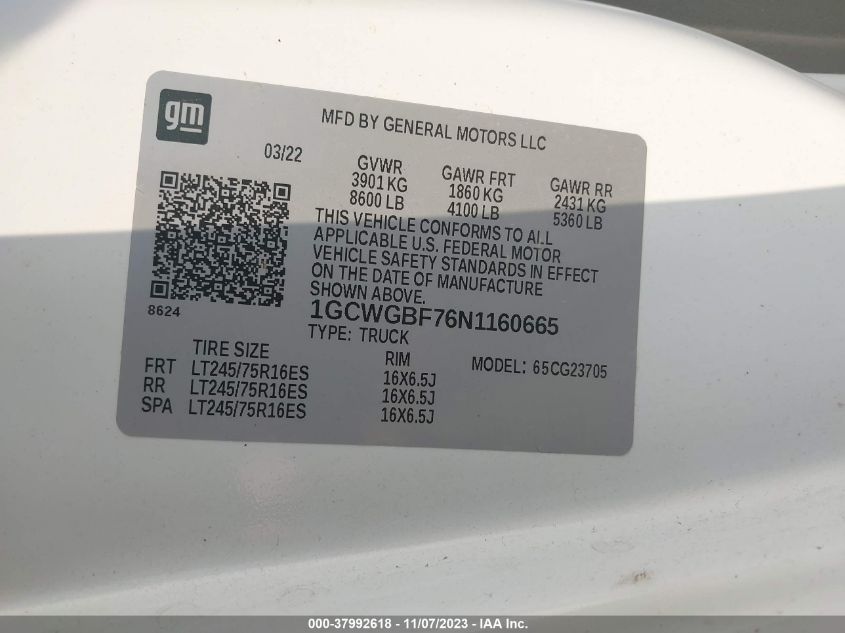 gm
MFD BY GENERAL MOTORS LLC
03/22
GVWR GAWR FRT GAWR RR
3901 KG 1860 KG 2431 KG
8600 LB 4100 LB 5360 LB
THIS VEHICLE CONFORMS TO ALL
APPLICABLE U.S. FEDERAL MOTOR
VEHICLE SAFETY STANDARDS IN EFFECT
ON THE DATE OF MANUFACTURE
SHOWN ABOVE.
8624
1GCWGBF76N1160665
TYPE: TRUCK
TIRE SIZE RIM MODEL: 65CG23705
FRT LT245/75R16ES 16X6.5J
RR LT245/75R16ES 16X6.5J
SPA LT245/75R16ES 16X6.5J
000-37992618 - 11/07/2023 - IAA Inc.